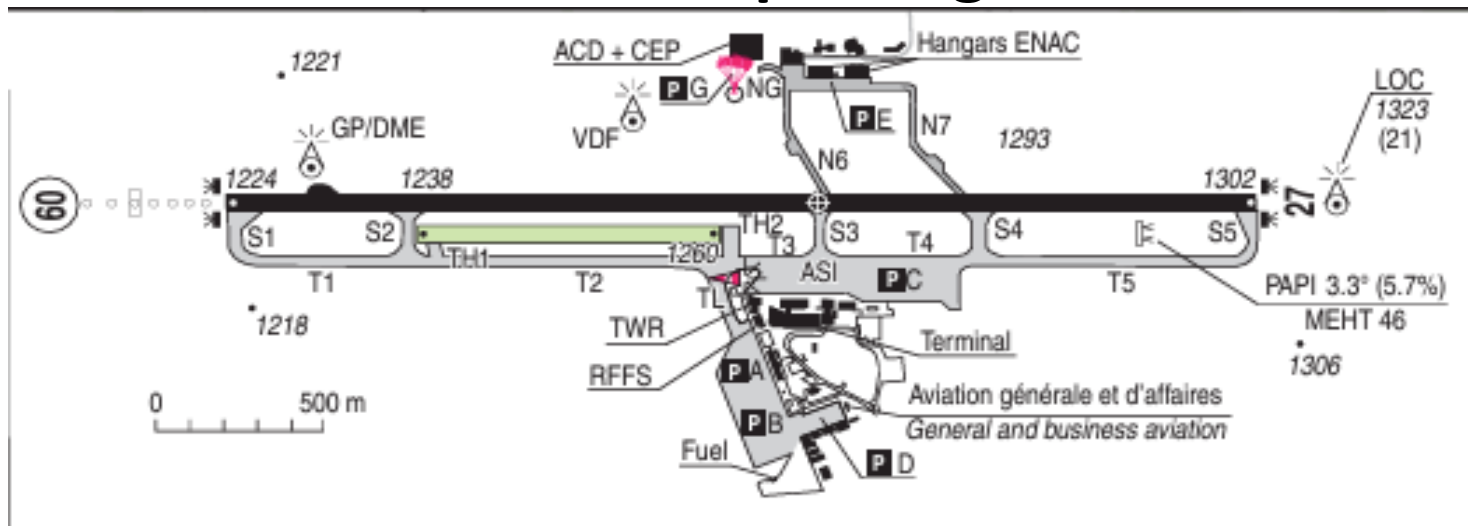 ACD + CEP
Hangars ENAC
1221
P G
NG
LOC
1323
(21)
GP/DME
VDF
P E
N7
1293
N6
1224
1238
1302
09
27
S1
S2
TH2
T3
S3
T4
S4
S5
TH1
1260
T1
T2
ASI
P C
T5
PAPI 3.3° (5.7%)
MEHT 46
TL
1218
TWR
Terminal
1306
RFFS
P A
0
500 m
Aviation générale et d'affaires
General and business aviation
P B
Fuel
P D